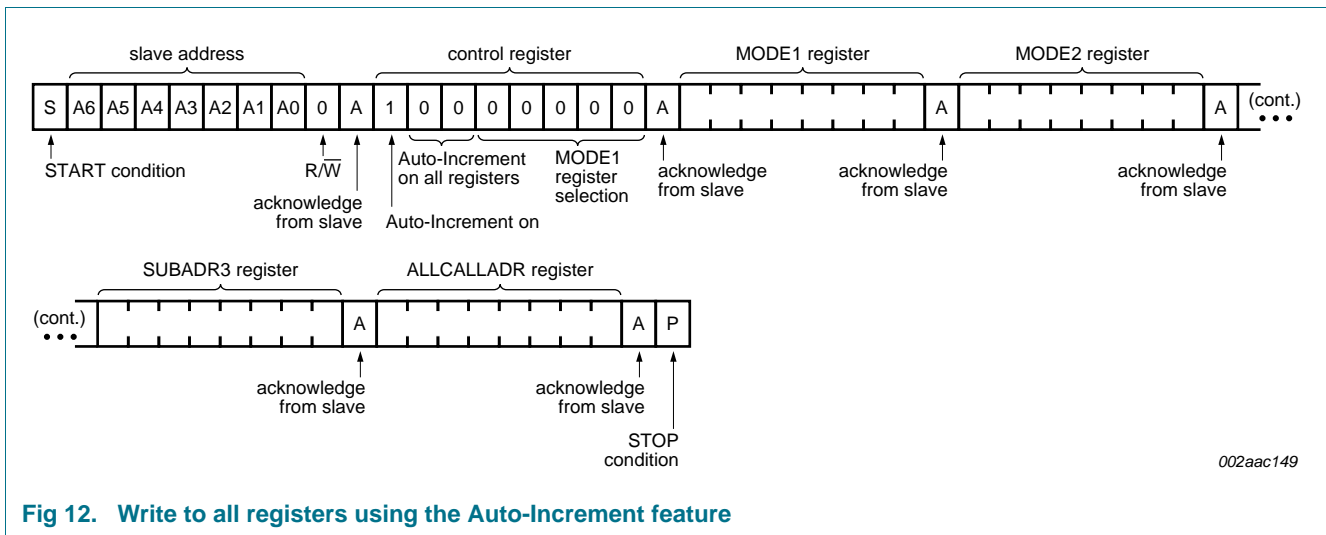 slave address control register MODE1 register MODE2 register
S A6 A5 A4 A3 A2 A1 A0 0 A 1 0 0 0 0 0 0 0 A A A (cont.)
START condition R/W̅ Auto-Increment on all registers MODE1 register selection acknowledge from slave acknowledge from slave acknowledge from slave
acknowledge from slave Auto-Increment on
SUBADR3 register ALLCALLADR register
(cont.) A A P
acknowledge from slave acknowledge from slave
STOP condition
002aac149
Fig 12. Write to all registers using the Auto-Increment feature